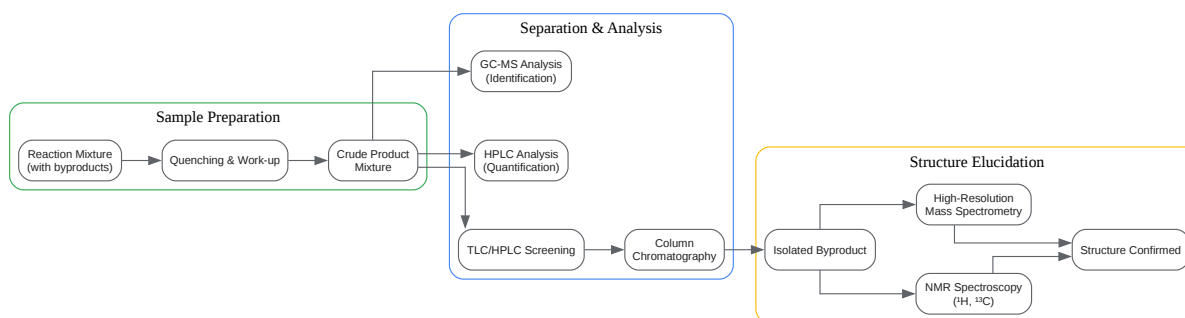 Sample Preparation
Reaction Mixture
(with byproducts)
Quenching & Work-up
Crude Product
Mixture
Separation & Analysis
GC-MS Analysis
(Identification)
HPLC Analysis
(Quantification)
TLC/HPLC Screening
Column
Chromatography
Structure Elucidation
Isolated Byproduct
High-Resolution
Mass Spectrometry
NMR Spectroscopy
(¹H, ¹³C)
Structure Confirmed